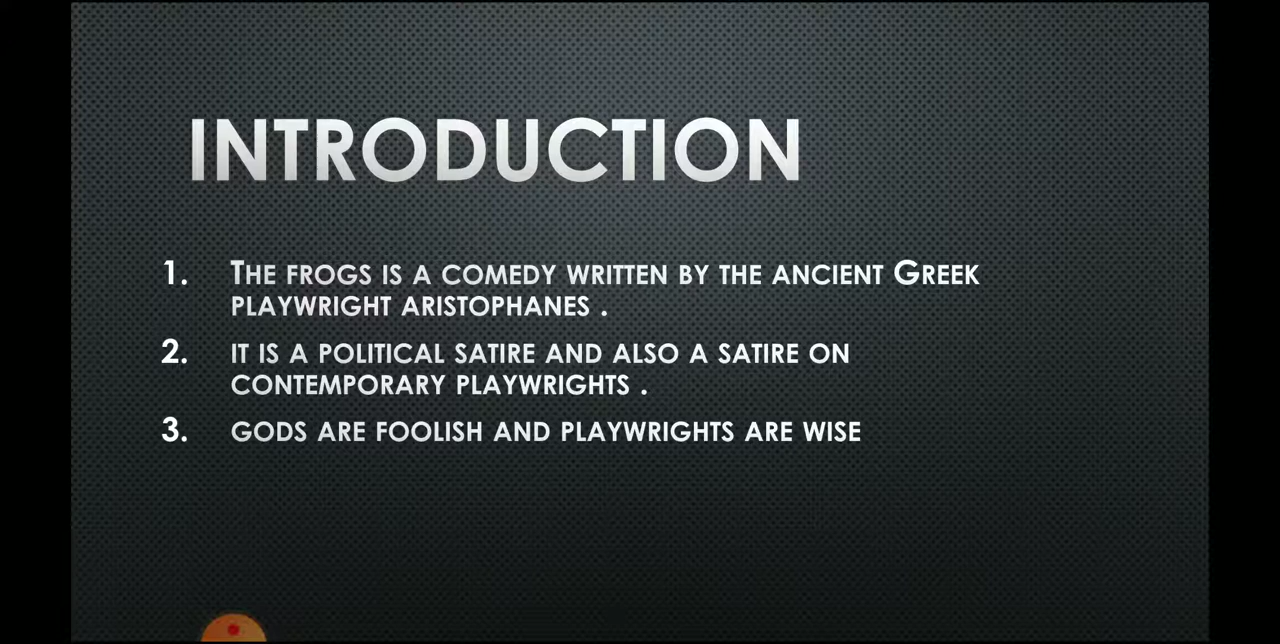 INTRODUCTION
1. The frogs is a comedy written by the ancient Greek
playwright aristophanes .
2. it is a political satire and also a satire on
contemporary playwrights .
3. gods are foolish and playwrights are wise